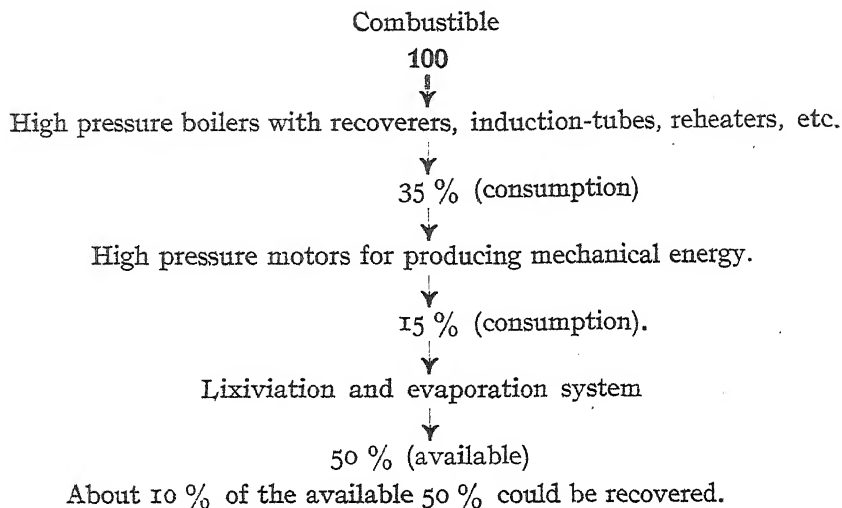 Combustible
100
High pressure boilers with recoverers, induction-tubes, reheaters, etc.
35 % (consumption)
High pressure motors for producing mechanical energy.
15 % (consumption).
Lixiviation and evaporation system
50 % (available)
About 10 % of the available 50 % could be recovered.